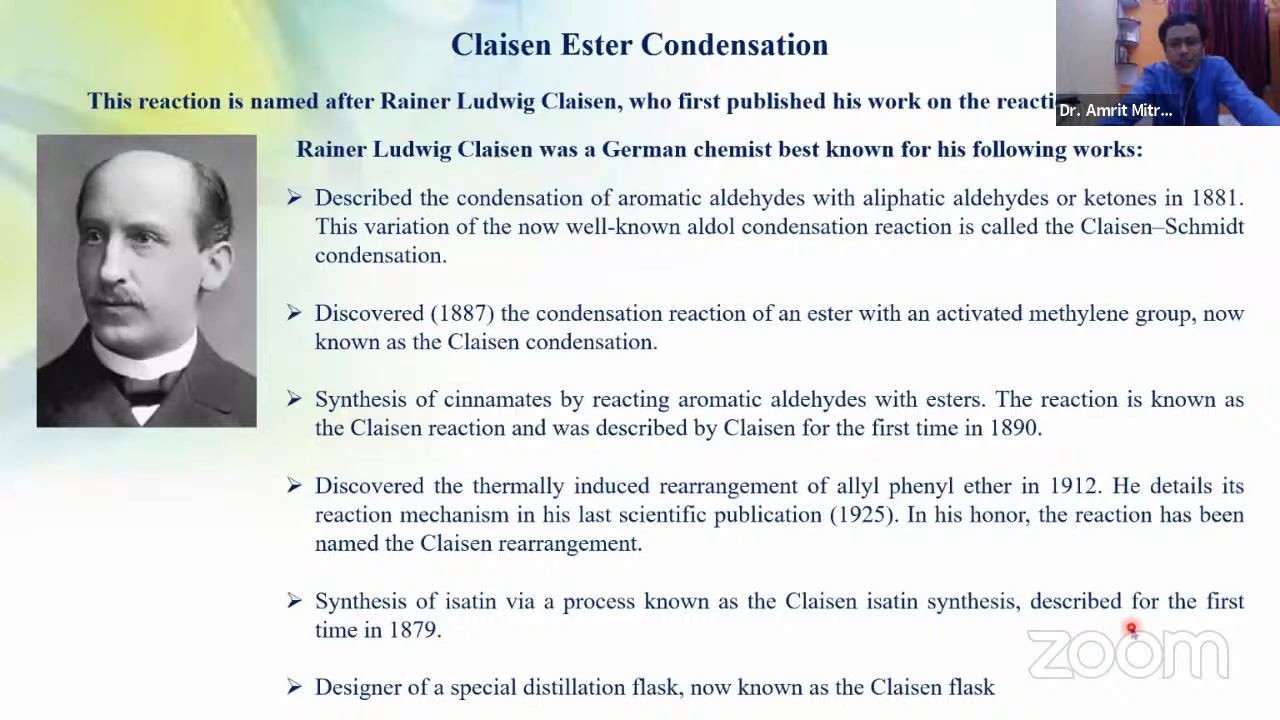 Claisen Ester Condensation
This reaction is named after Rainer Ludwig Claisen, who first published his work on the
Dr. Amrit Mitr...
Rainer Ludwig Claisen was a German chemist best known for his following works:
➢ Described the condensation of aromatic aldehydes with aliphatic aldehydes or ketones in 1881.
This variation of the now well-known aldol condensation reaction is called the Claisen–Schmidt
condensation.
➢ Discovered (1887) the condensation reaction of an ester with an activated methylene group, now
known as the Claisen condensation.
➢ Synthesis of cinnamates by reacting aromatic aldehydes with esters. The reaction is known as
the Claisen reaction and was described by Claisen for the first time in 1890.
➢ Discovered the thermally induced rearrangement of allyl phenyl ether in 1912. He details its
reaction mechanism in his last scientific publication (1925). In his honor, the reaction has been
named the Claisen rearrangement.
➢ Synthesis of isatin via a process known as the Claisen isatin synthesis, described for the first
time in 1879.
zoom
➢ Designer of a special distillation flask, now known as the Claisen flask